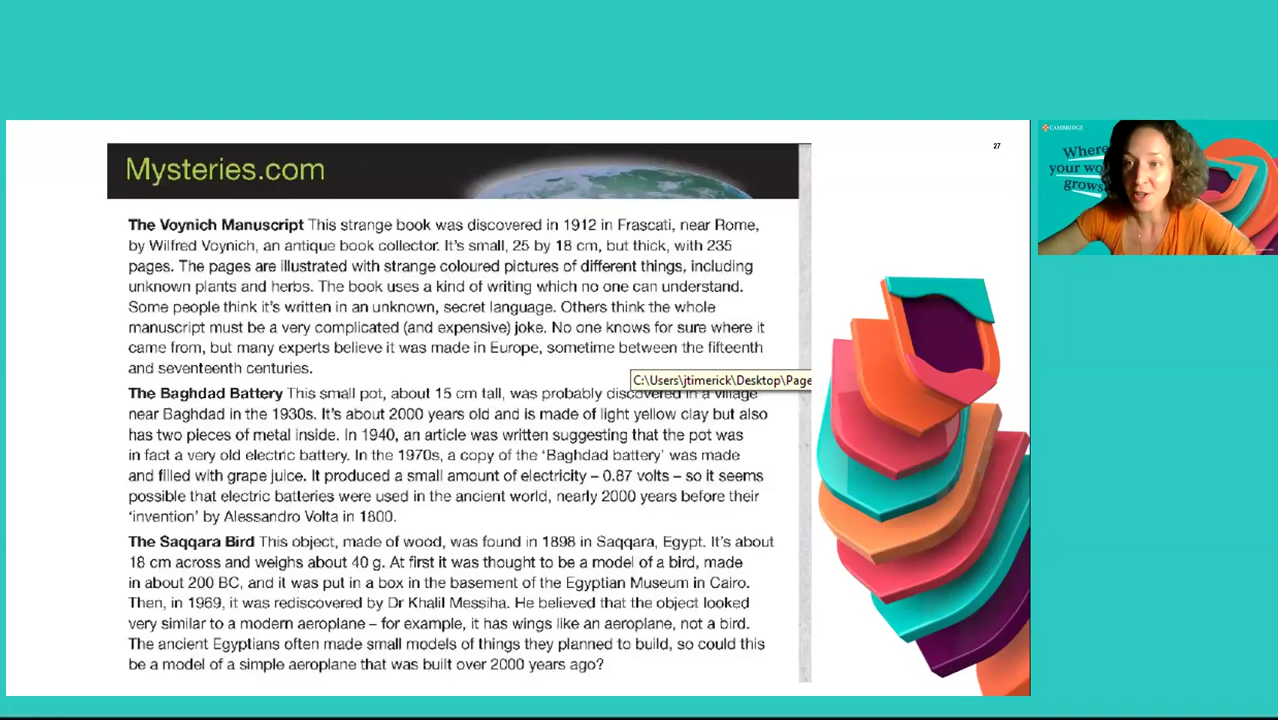 CAMBRIDGE
Where
your wo
grows
27
Mysteries.com
The Voynich Manuscript This strange book was discovered in 1912 in Frascati, near Rome,
by Wilfred Voynich, an antique book collector. It's small, 25 by 18 cm, but thick, with 235
pages. The pages are illustrated with strange coloured pictures of different things, including
unknown plants and herbs. The book uses a kind of writing which no one can understand.
Some people think it's written in an unknown, secret language. Others think the whole
manuscript must be a very complicated (and expensive) joke. No one knows for sure where it
came from, but many experts believe it was made in Europe, sometime between the fifteenth
and seventeenth centuries.
C:\Users\jtimerick\Desktop\Page
The Baghdad Battery This small pot, about 15 cm tall, was probably discovered in a village
near Baghdad in the 1930s. It's about 2000 years old and is made of light yellow clay but also
has two pieces of metal inside. In 1940, an article was written suggesting that the pot was
in fact a very old electric battery. In the 1970s, a copy of the 'Baghdad battery' was made
and filled with grape juice. It produced a small amount of electricity – 0.87 volts – so it seems
possible that electric batteries were used in the ancient world, nearly 2000 years before their
'invention' by Alessandro Volta in 1800.
The Saqqara Bird This object, made of wood, was found in 1898 in Saqqara, Egypt. It's about
18 cm across and weighs about 40 g. At first it was thought to be a model of a bird, made
in about 200 BC, and it was put in a box in the basement of the Egyptian Museum in Cairo.
Then, in 1969, it was rediscovered by Dr Khalil Messiha. He believed that the object looked
very similar to a modern aeroplane – for example, it has wings like an aeroplane, not a bird.
The ancient Egyptians often made small models of things they planned to build, so could this
be a model of a simple aeroplane that was built over 2000 years ago?